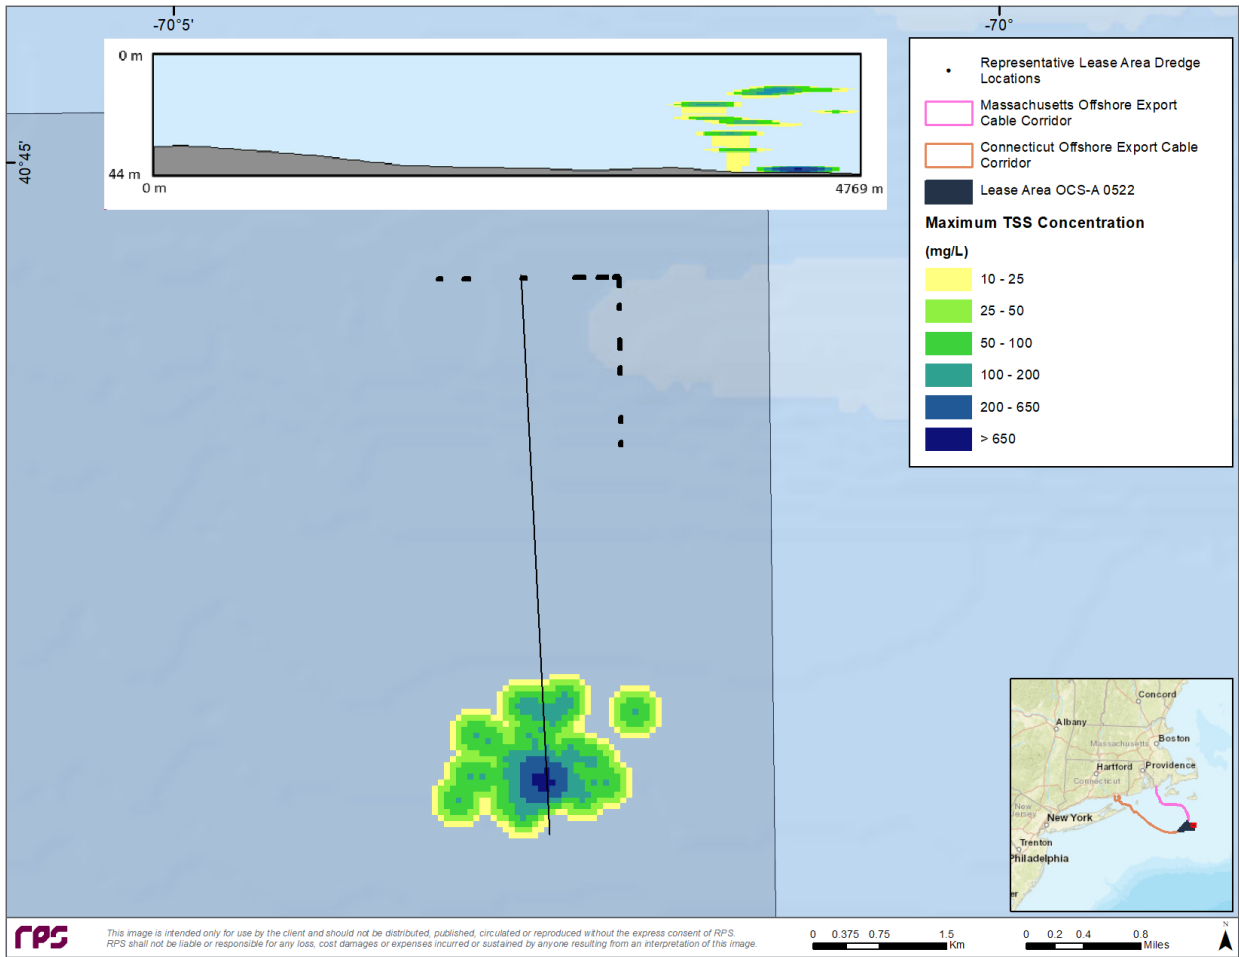 -70°5'
-70°
40°45'
0 m
44 m
0 m
4769 m
Representative Lease Area Dredge
Locations
Massachusetts Offshore Export
Cable Corridor
Connecticut Offshore Export Cable
Corridor
Lease Area OCS-A 0522
Maximum TSS Concentration
(mg/L)
10 - 25
25 - 50
50 - 100
100 - 200
200 - 650
> 650
Concord
Albany
Massachusetts
Boston
Hartford
Providence
Connecticut
New
Jersey
New York
Trenton
Philadelphia
er
rps
This image is intended only for use by the client and should not be distributed, published, circulated or reproduced without the express consent of RPS.
RPS shall not be liable or responsible for any loss, cost damages or expenses incurred or sustained by anyone resulting from an interpretation of this image.
0 0.375 0.75 1.5
Km
0 0.2 0.4 0.8
Miles
N